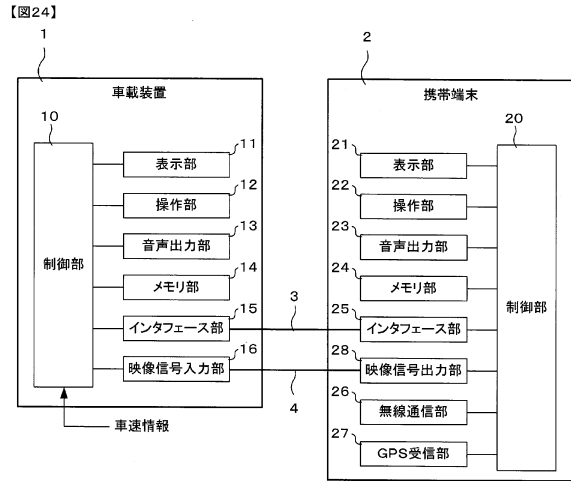 【図24】
1
2
車載装置
携帯端末
10
20
制御部
11
表示部
12
操作部
13
音声出力部
14
メモリ部
15
インタフェース部
16
映像信号入力部
車速情報
3
4
21
表示部
22
操作部
23
音声出力部
24
メモリ部
25
インタフェース部
28
映像信号出力部
26
無線通信部
27
GPS受信部
制御部